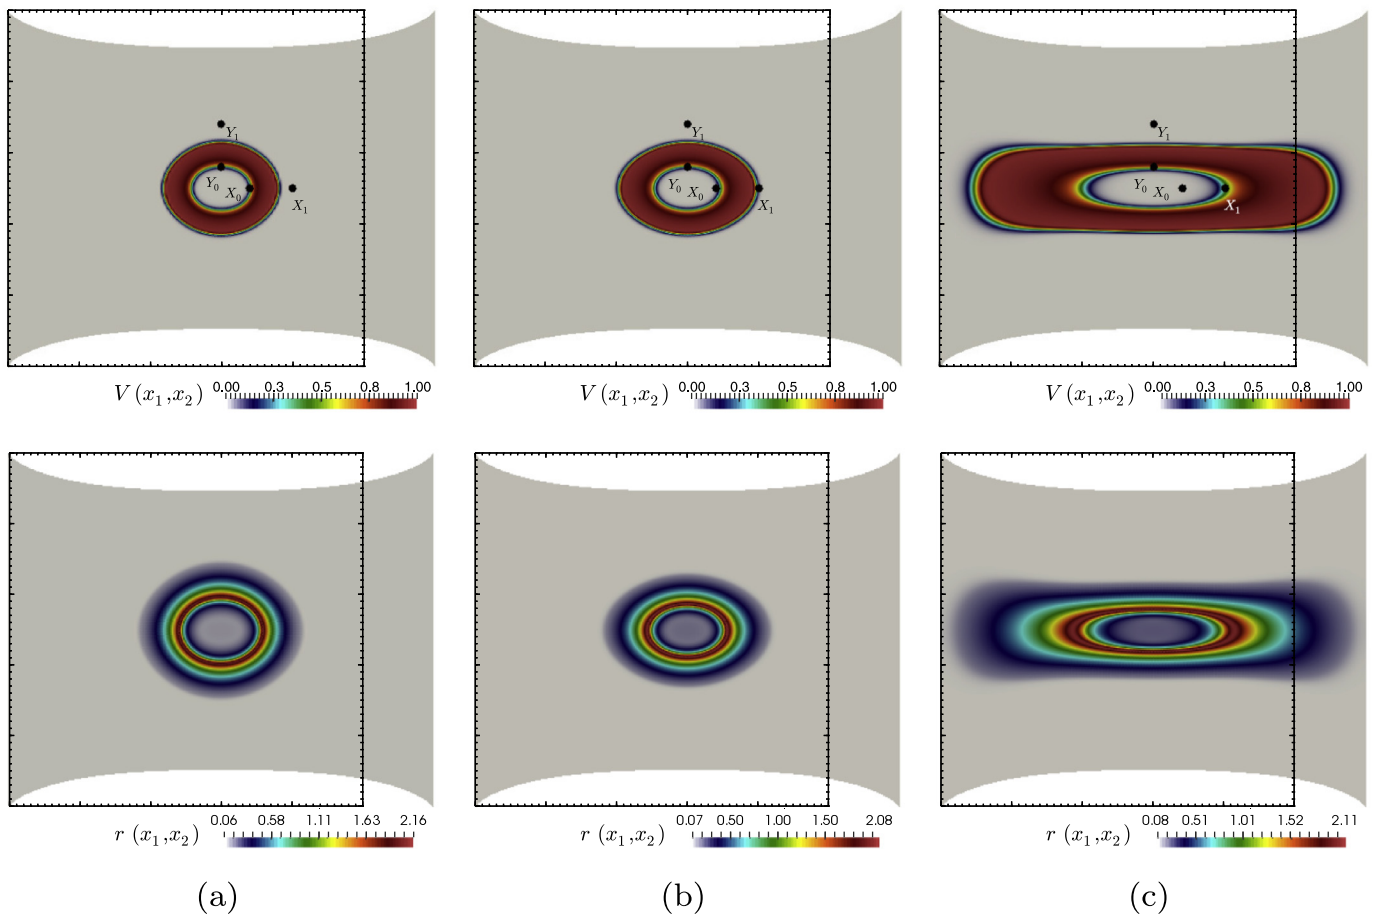 Y₁
Y₀ X₀ X₁
Y₁
Y₀ X₀ X₁
Y₁
Y₀ X₀ X₁
V (x₁,x₂) 0.00 0.3 0.5 0.8 1.00
V (x₁,x₂) 0.00 0.3 0.5 0.8 1.00
V (x₁,x₂) 0.00 0.3 0.5 0.8 1.00
r (x₁,x₂) 0.06 0.58 1.11 1.63 2.16
r (x₁,x₂) 0.07 0.50 1.00 1.50 2.08
r (x₁,x₂) 0.08 0.51 1.01 1.52 2.11
(a) (b) (c)